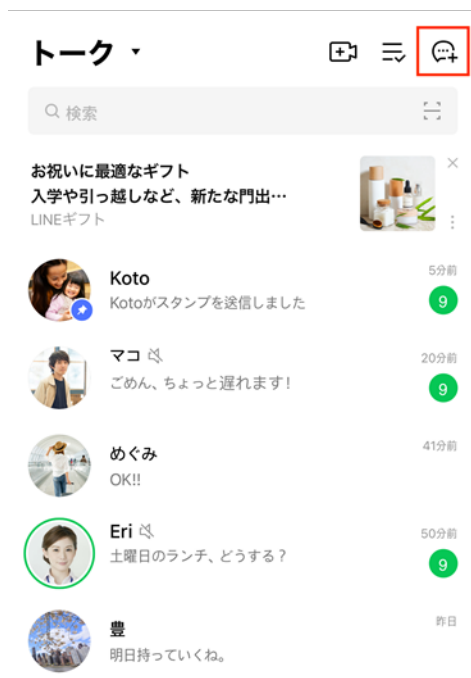 トーク
検索
お祝いに最適なギフト
入学や引っ越しなど、新たな門出…
LINEギフト
Koto
5分前
Kotoがスタンプを送信しました
9
マコ
20分前
ごめん、ちょっと遅れます!
9
めぐみ
41分前
OK!!
Eri
50分前
土曜日のランチ、どうする？
9
豊
昨日
明日持っていくね。